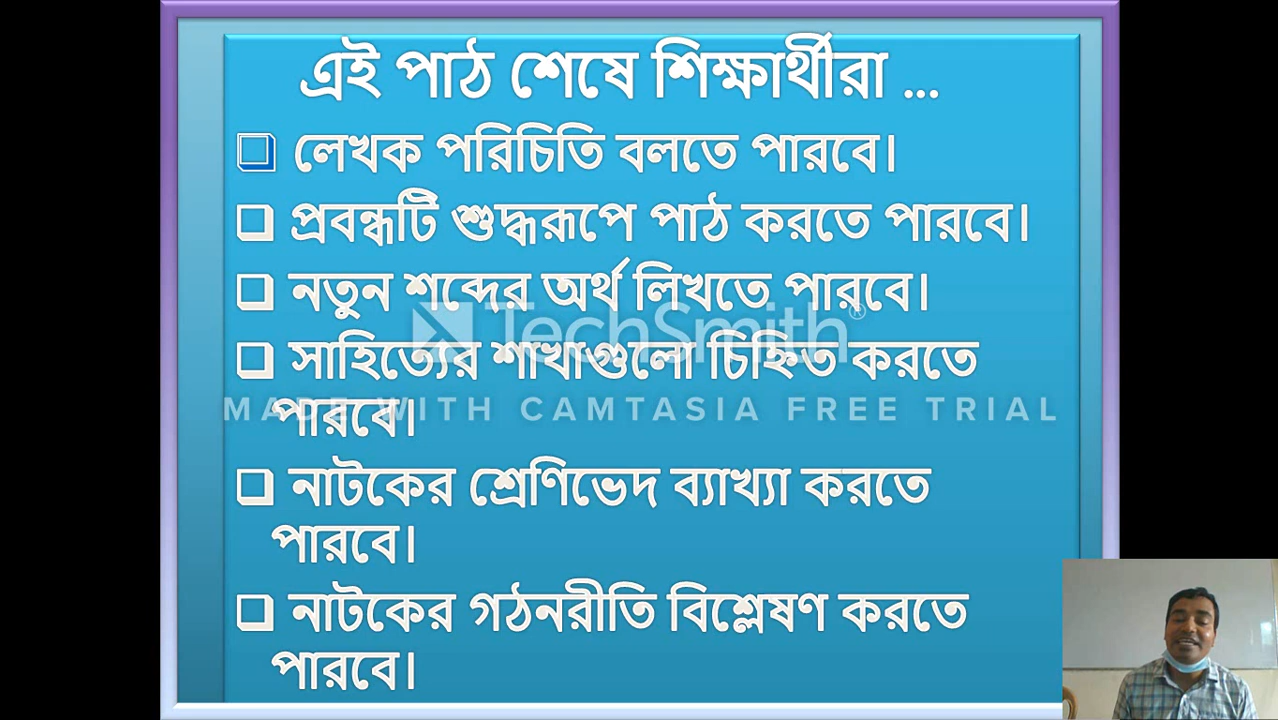 এই পাঠ শেষে শিক্ষার্থীরা ...
❑ লেখক পরিচিতি বলতে পারবে।
❑ প্রবন্ধটি শুদ্ধরূপে পাঠ করতে পারবে।
❑ নতুন শব্দের অর্থ লিখতে পারবে।
TechSmith®
❑ সাহিত্যের শাখাগুলো চিহ্নিত করতে
পারবে।
MADE WITH CAMTASIA FREE TRIAL
❑ নাটকের শ্রেণিভেদ ব্যাখ্যা করতে
পারবে।
❑ নাটকের গঠনরীতি বিশ্লেষণ করতে
পারবে।